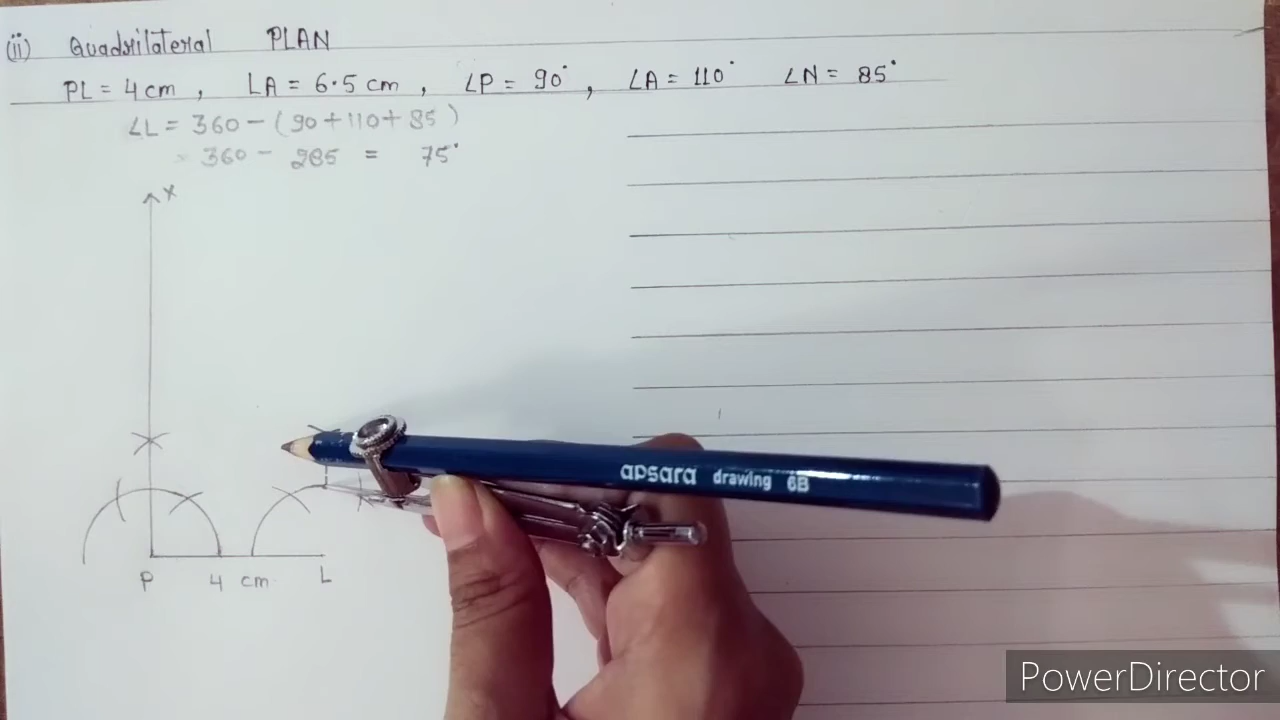 (ii) Quadrilateral PLAN
PL = 4 cm , LA = 6.5 cm , ∠P = 90° , ∠A = 110° ∠N = 85°
∠L = 360 - (90 + 110 + 85)
360 - 285 = 75°
X
apsara drawing 6B
P 4 cm L
PowerDirector